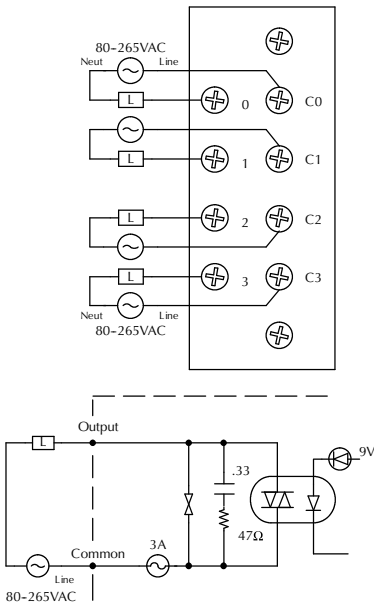 80-265VAC
Neut Line
L 0 C0
L 1 C1
L 2 C2
L 3 C3
Neut Line
80-265VAC
Output
L
.33
9V
47Ω
3A
Common
Line
80-265VAC